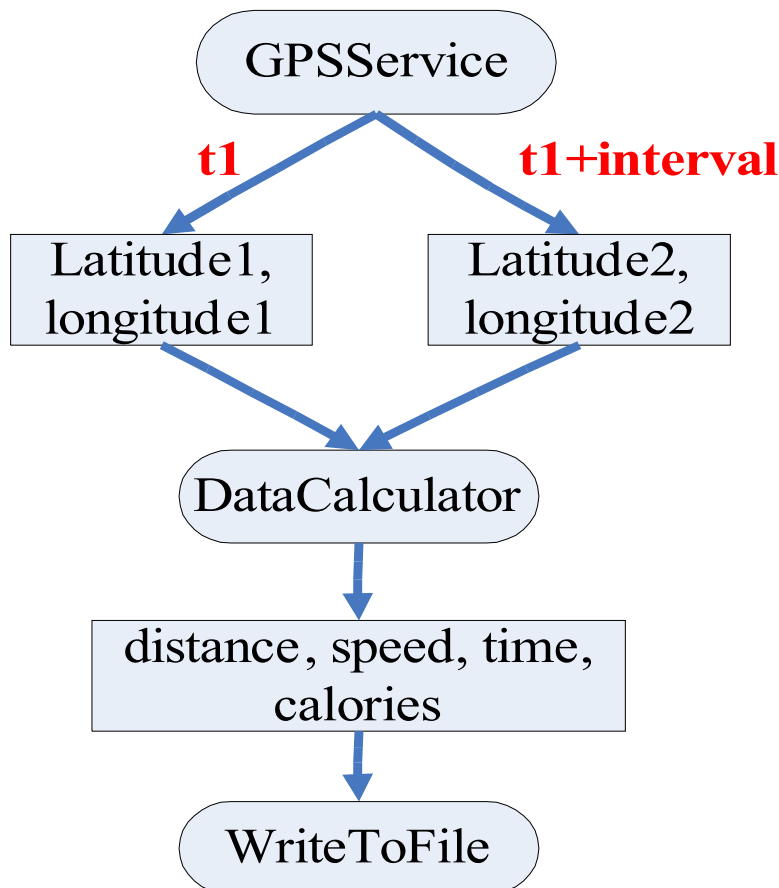 GPSService
t1
t1+interval
Latitude1,
longitude1
Latitude2,
longitude2
DataCalculator
distance, speed, time,
calories
WriteToFile